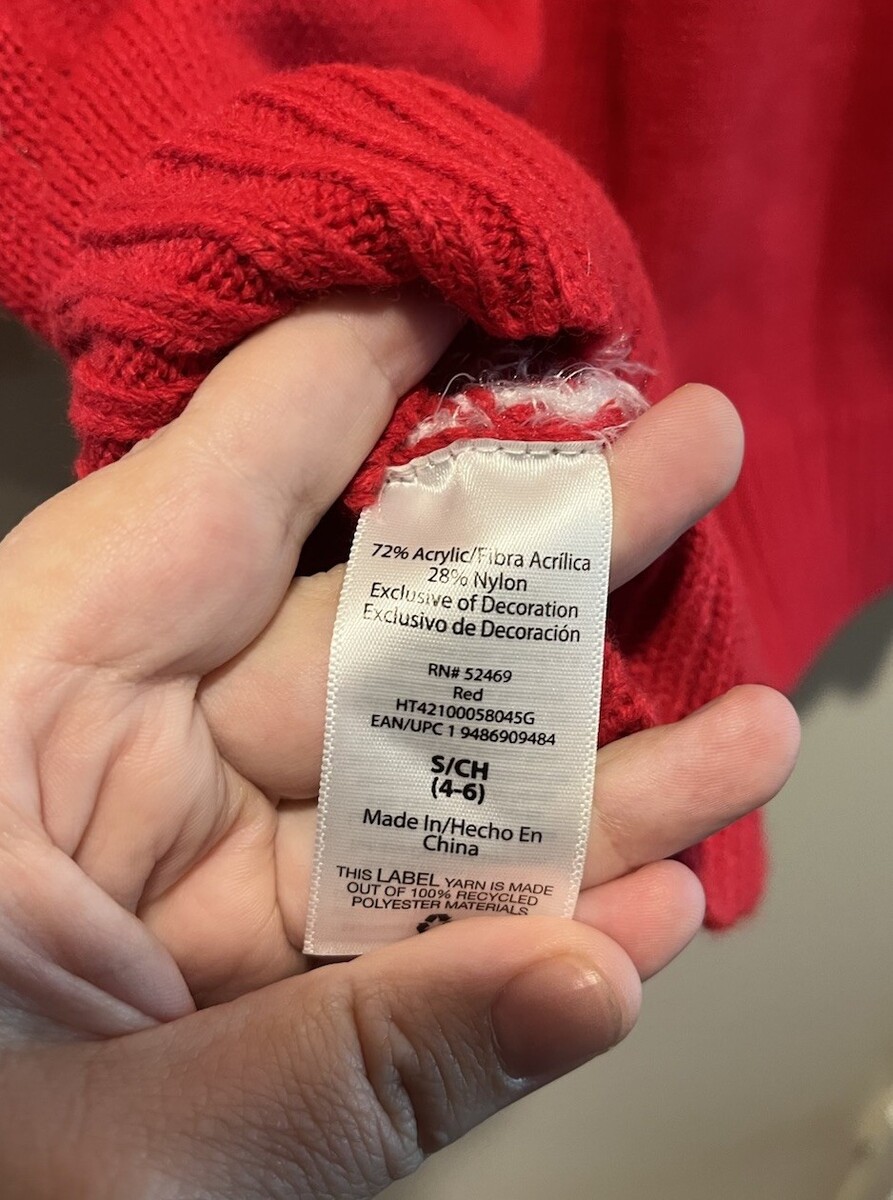 72% Acrylic/Fibra Acrílica
28% Nylon
Exclusive of Decoration
Exclusivo de Decoración
RN# 52469
Red
HT42100058045G
EAN/UPC 1 9486909484
S/CH
(4-6)
Made In/Hecho En
China
THIS LABEL YARN IS MADE
OUT OF 100% RECYCLED
POLYESTER MATERIALS